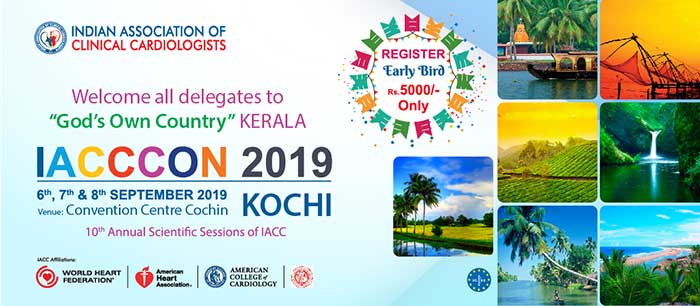 INDIAN ASSOCIATION OF
CLINICAL CARDIOLOGISTS
REGISTER
Early Bird
Rs.5000/-
Only
Welcome all delegates to
“God's Own Country” KERALA
IACCCON 2019
6th, 7th & 8th SEPTEMBER 2019
Venue: Convention Centre Cochin
KOCHI
10th Annual Scientific Sessions of IACC
IACC Affiliations:
WORLD HEART
FEDERATION®
American
Heart
Association®
AMERICAN
COLLEGE of
CARDIOLOGY